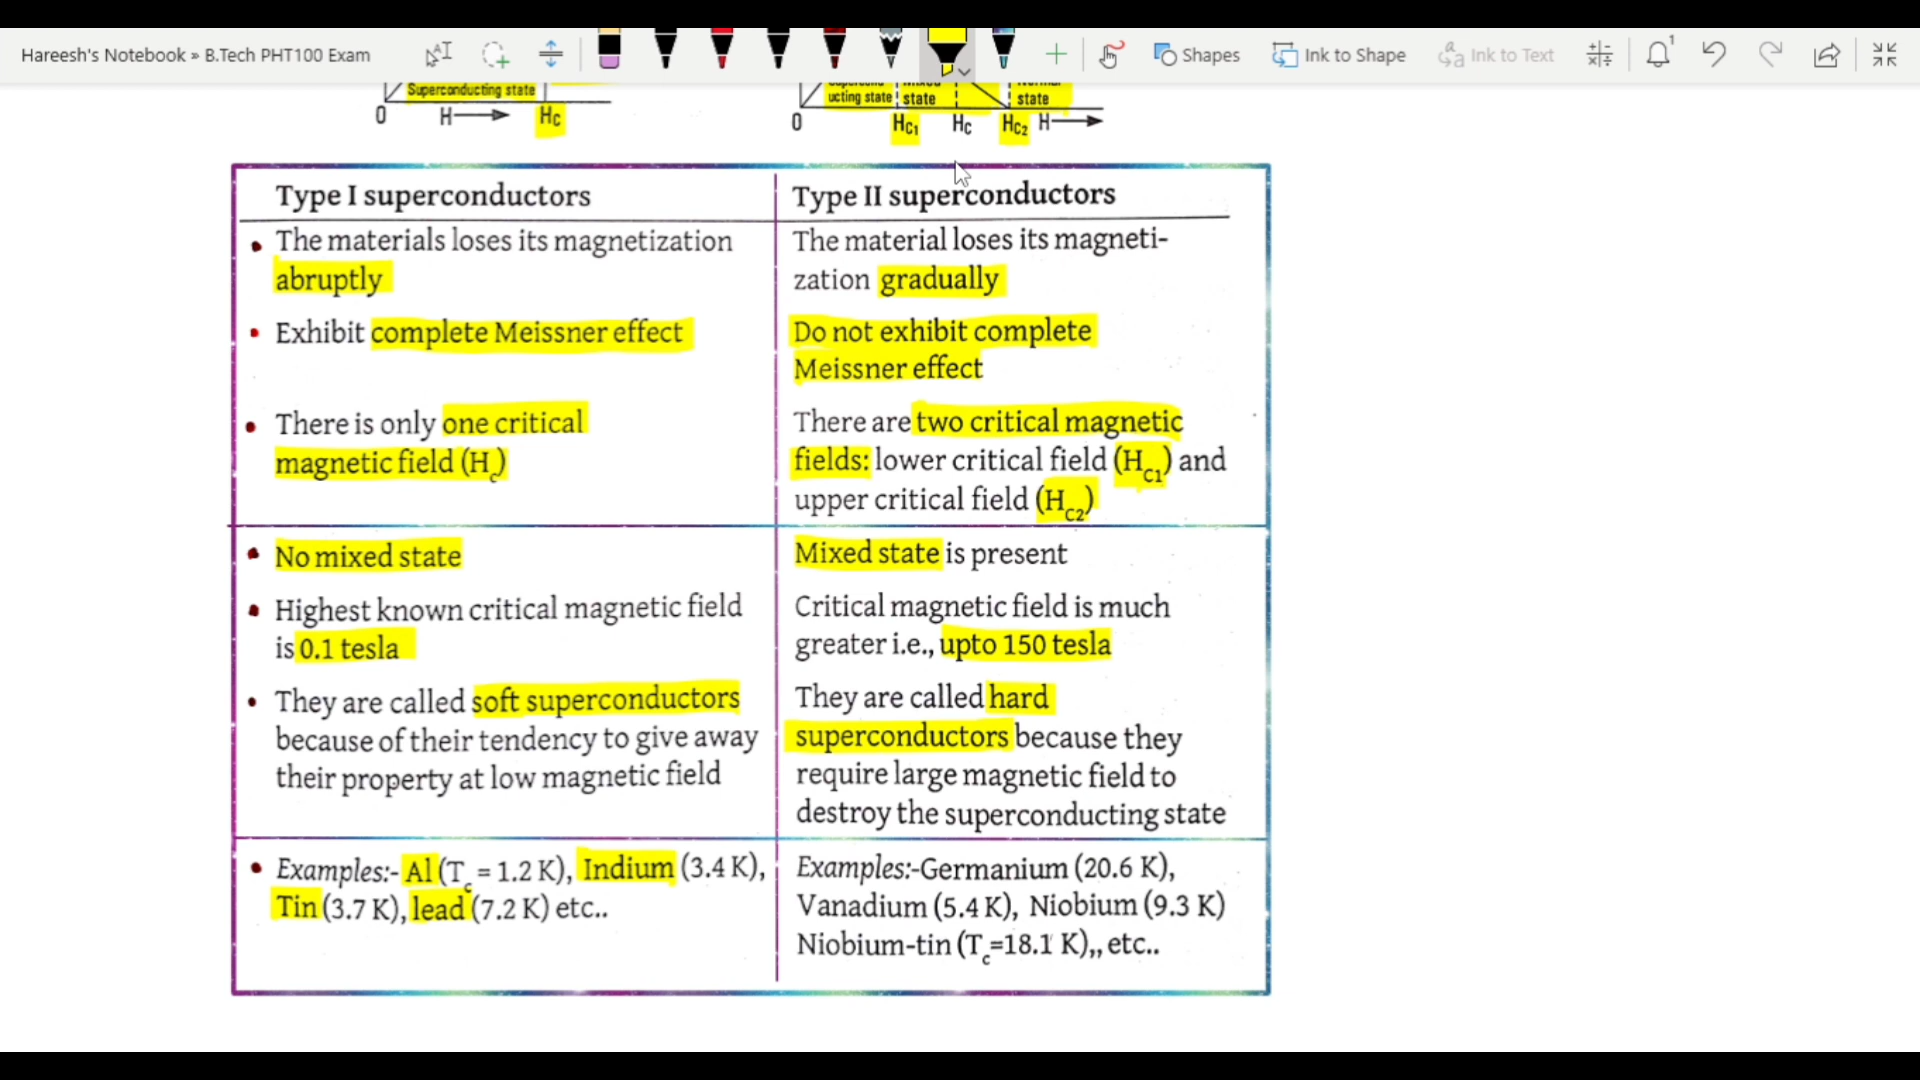 Hareesh's Notebook » B.Tech PHT100 Exam
Shapes
Ink to Shape
Ink to Text
1
Superconducting state
0
H
Hc
ucting state
state
state
0
HC1
Hc
HC2
H
Type I superconductors
Type II superconductors
The materials loses its magnetization
abruptly
The material loses its magneti-
zation gradually
Exhibit complete Meissner effect
Do not exhibit complete
Meissner effect
There is only one critical
magnetic field (Hc)
There are two critical magnetic
fields: lower critical field (HC1) and
upper critical field (HC2)
No mixed state
Mixed state is present
Highest known critical magnetic field
is 0.1 tesla
Critical magnetic field is much
greater i.e., upto 150 tesla
They are called soft superconductors
because of their tendency to give away
their property at low magnetic field
They are called hard
superconductors because they
require large magnetic field to
destroy the superconducting state
Examples:- Al (Tc = 1.2 K), Indium (3.4 K),
Tin (3.7 K), lead (7.2 K) etc..
Examples:-Germanium (20.6 K),
Vanadium (5.4 K), Niobium (9.3 K)
Niobium-tin (Tc=18.1 K),, etc..